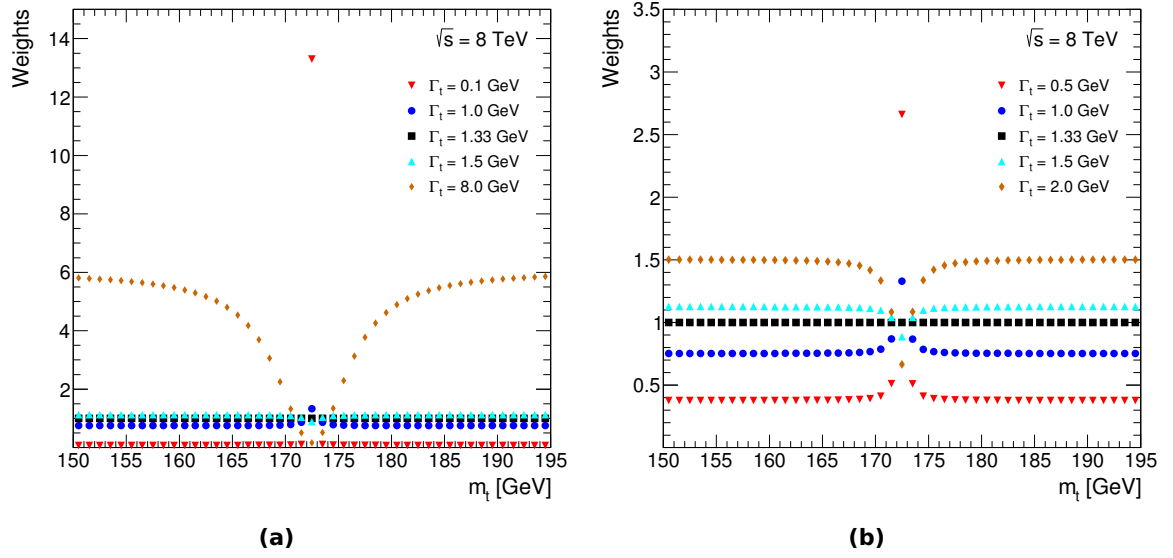 Weights
14
12
10
8
6
4
2
√s = 8 TeV
Γt = 0.1 GeV
Γt = 1.0 GeV
Γt = 1.33 GeV
Γt = 1.5 GeV
Γt = 8.0 GeV
150 155 160 165 170 175 180 185 190 195
mt [GeV]
(a)
Weights
3.5
3
2.5
2
1.5
1
0.5
√s = 8 TeV
Γt = 0.5 GeV
Γt = 1.0 GeV
Γt = 1.33 GeV
Γt = 1.5 GeV
Γt = 2.0 GeV
150 155 160 165 170 175 180 185 190 195
mt [GeV]
(b)